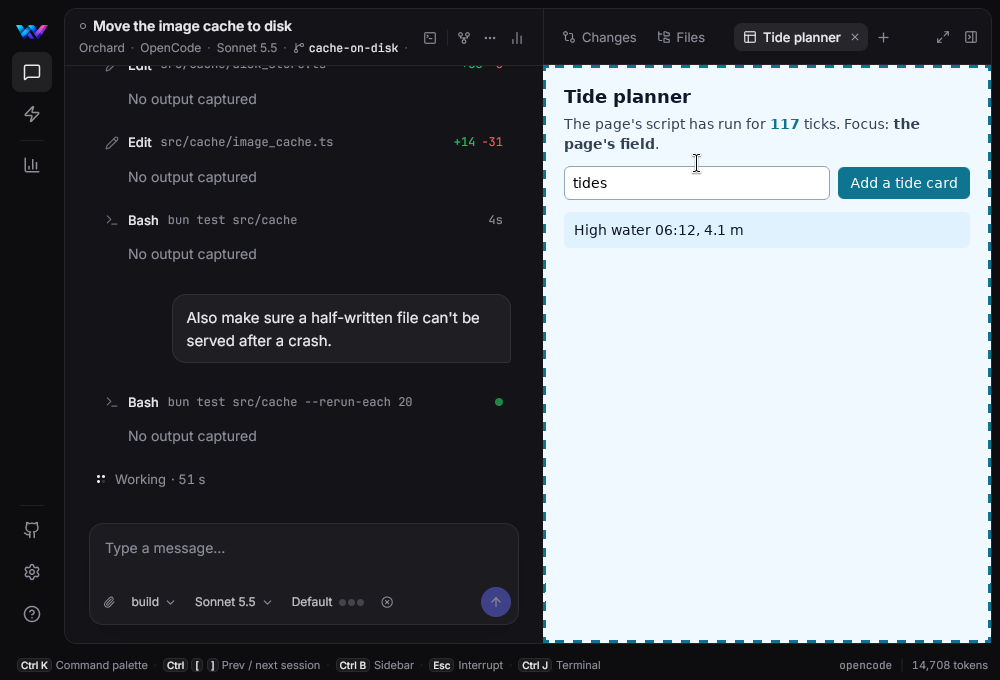 Move the image cache to disk
Orchard · OpenCode · Sonnet 5.5 · cache-on-disk ·
Edit src/cache/disk_store.ts
No output captured
Edit src/cache/image_cache.ts +14 -31
No output captured
Bash bun test src/cache 4s
No output captured
Also make sure a half-written file can't be
served after a crash.
Bash bun test src/cache --rerun-each 20
No output captured
Working · 51 s
Type a message…
build Sonnet 5.5 Default
Changes Files Tide planner
Tide planner
The page's script has run for 117 ticks. Focus: the
page's field.
tides Add a tide card
High water 06:12, 4.1 m
Ctrl K Command palette Ctrl [ ] Prev / next session Ctrl B Sidebar Esc Interrupt Ctrl J Terminal opencode 14,708 tokens